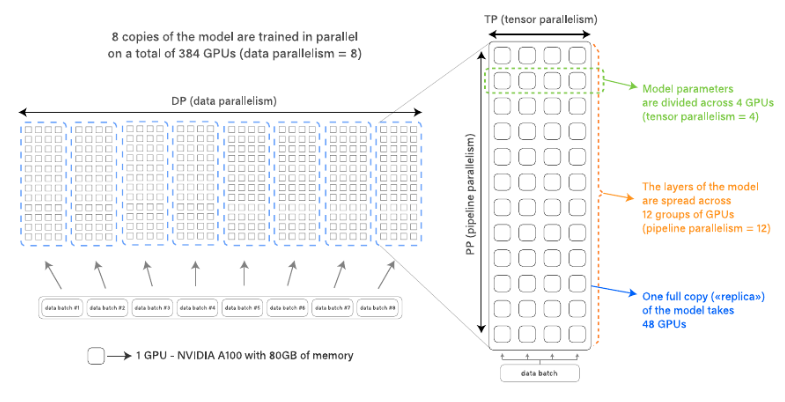 8 copies of the model are trained in parallel
on a total of 384 GPUs (data parallelism = 8)
DP (data parallelism)
data batch #1
data batch #2
data batch #3
data batch #4
data batch #5
data batch #6
data batch #7
data batch #8
1 GPU - NVIDIA A100 with 80GB of memory
TP (tensor parallelism)
PP (pipeline parallelism)
data batch
Model parameters
are divided across 4 GPUs
(tensor parallelism = 4)
The layers of the model
are spread across
12 groups of GPUs
(pipeline parallelism = 12)
One full copy («replica»)
of the model takes
48 GPUs